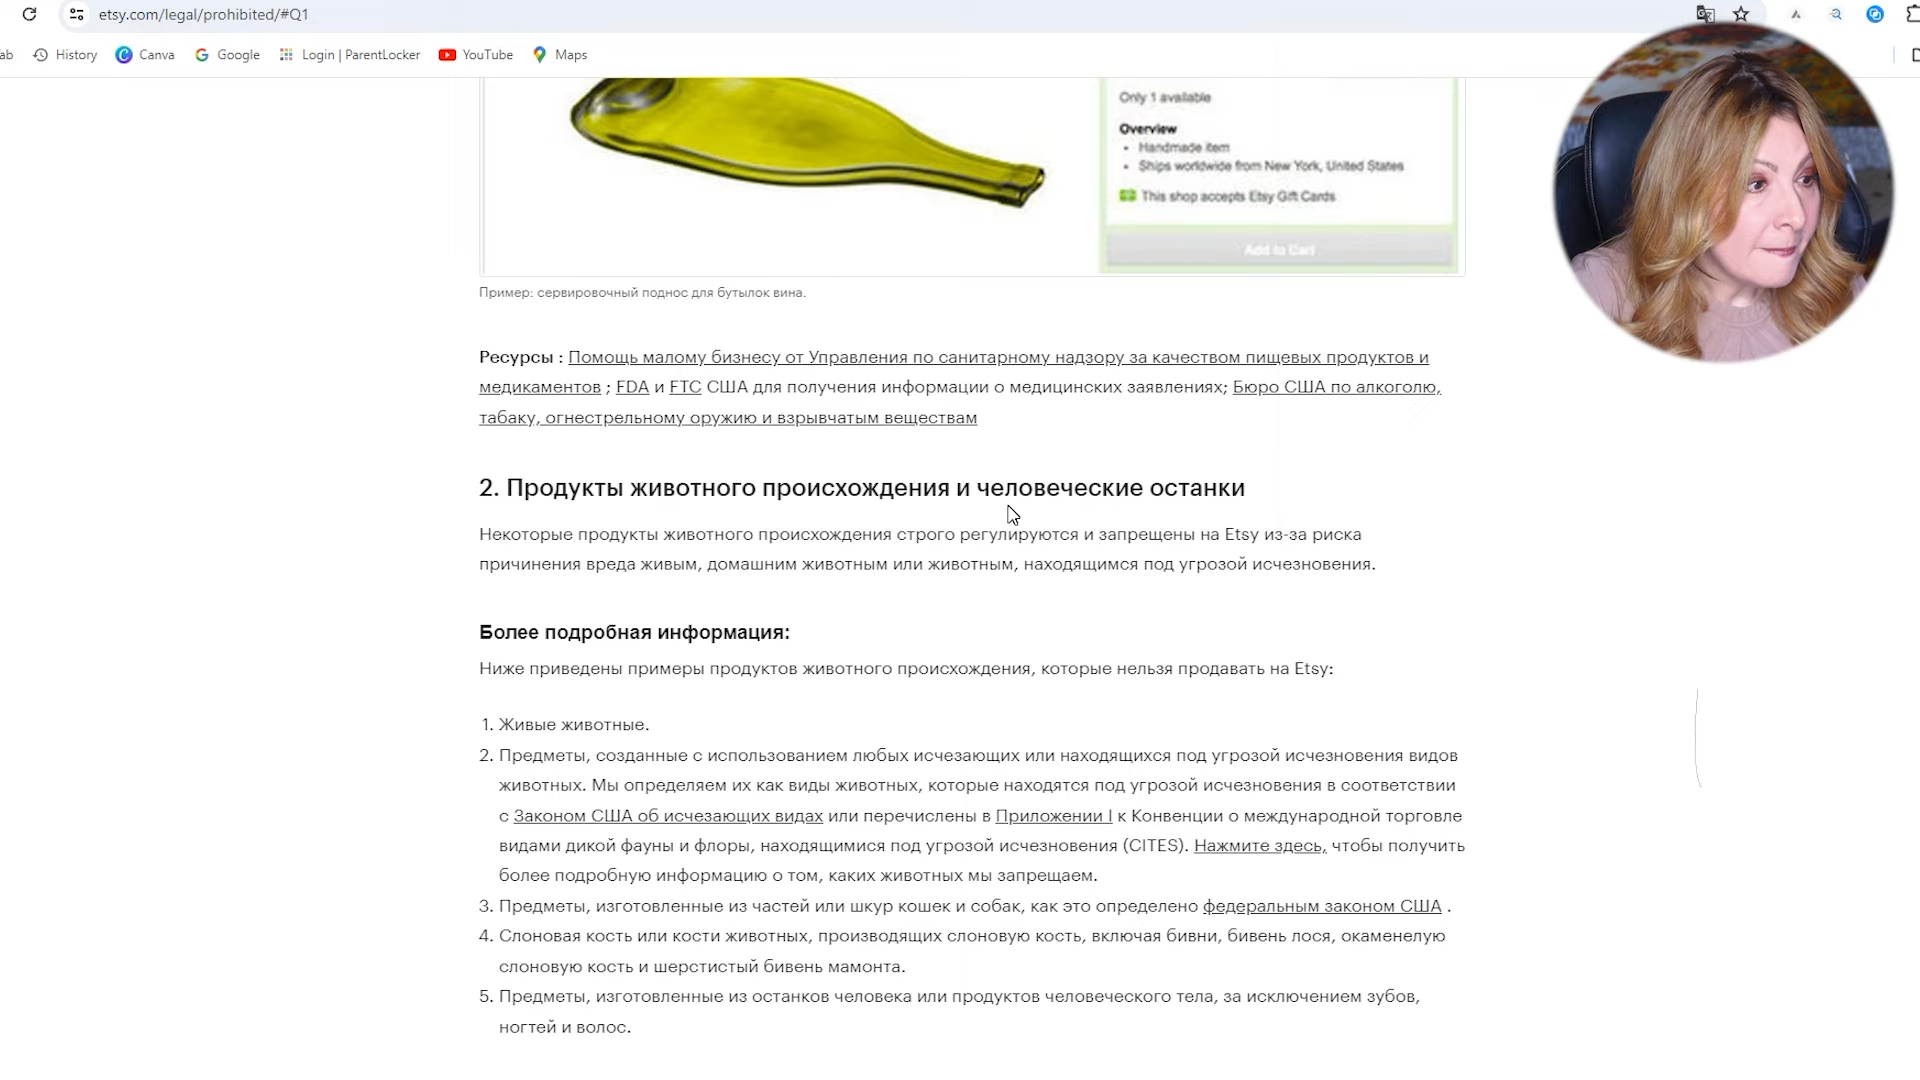 etsy.com/legal/prohibited/#Q1
ab History Canva Google Login | ParentLocker YouTube Maps
Only 1 available
Overview
• Handmade item
• Ships worldwide from New York, United States
This shop accepts Etsy Gift Cards
Add to Cart
Пример: сервировочный поднос для бутылок вина.
Ресурсы : Помощь малому бизнесу от Управления по санитарному надзору за качеством пищевых продуктов и
медикаментов ; FDA и FTC США для получения информации о медицинских заявлениях; Бюро США по алкоголю,
табаку, огнестрельному оружию и взрывчатым веществам
2. Продукты животного происхождения и человеческие останки
Некоторые продукты животного происхождения строго регулируются и запрещены на Etsy из-за риска
причинения вреда живым, домашним животным или животным, находящимся под угрозой исчезновения.
Более подробная информация:
Ниже приведены примеры продуктов животного происхождения, которые нельзя продавать на Etsy:
1. Живые животные.
2. Предметы, созданные с использованием любых исчезающих или находящихся под угрозой исчезновения видов
животных. Мы определяем их как виды животных, которые находятся под угрозой исчезновения в соответствии
с Законом США об исчезающих видах или перечислены в Приложении I к Конвенции о международной торговле
видами дикой фауны и флоры, находящимися под угрозой исчезновения (CITES). Нажмите здесь, чтобы получить
более подробную информацию о том, каких животных мы запрещаем.
3. Предметы, изготовленные из частей или шкур кошек и собак, как это определено федеральным законом США .
4. Слоновая кость или кости животных, производящих слоновую кость, включая бивни, бивень лося, окаменелую
слоновую кость и шерстистый бивень мамонта.
5. Предметы, изготовленные из останков человека или продуктов человеческого тела, за исключением зубов,
ногтей и волос.